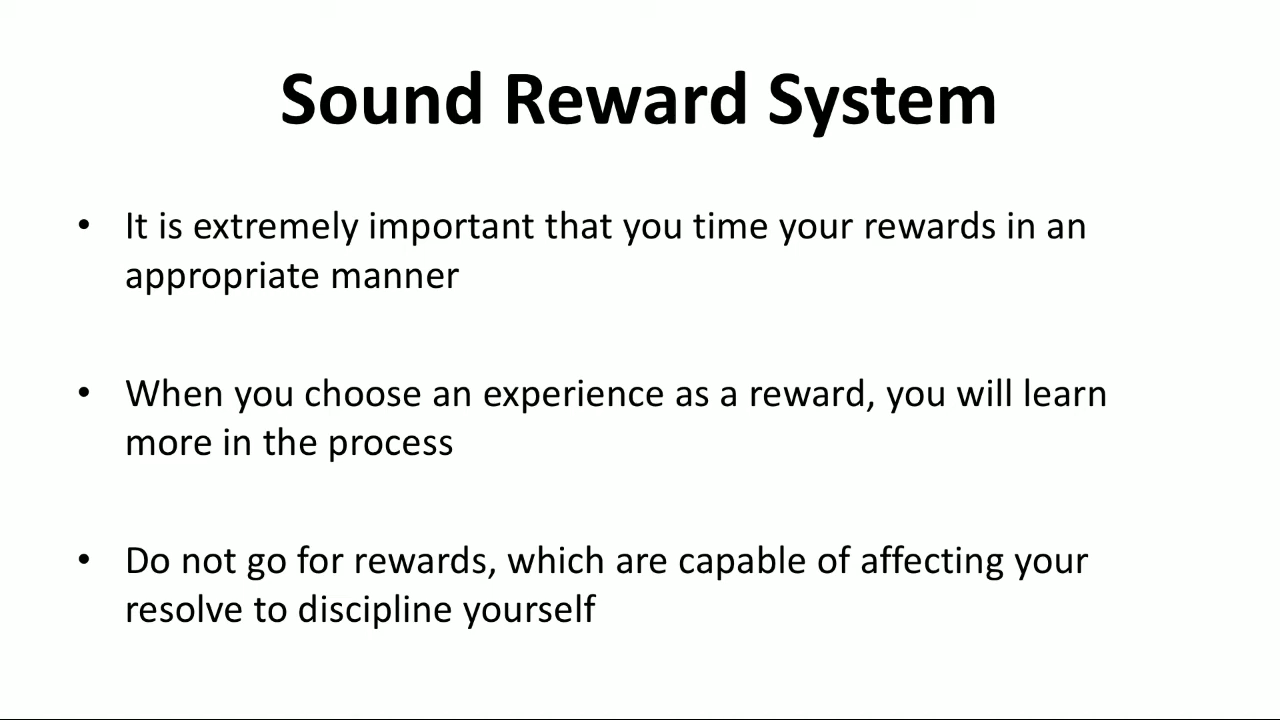 Sound Reward System
• It is extremely important that you time your rewards in an
appropriate manner
• When you choose an experience as a reward, you will learn
more in the process
• Do not go for rewards, which are capable of affecting your
resolve to discipline yourself